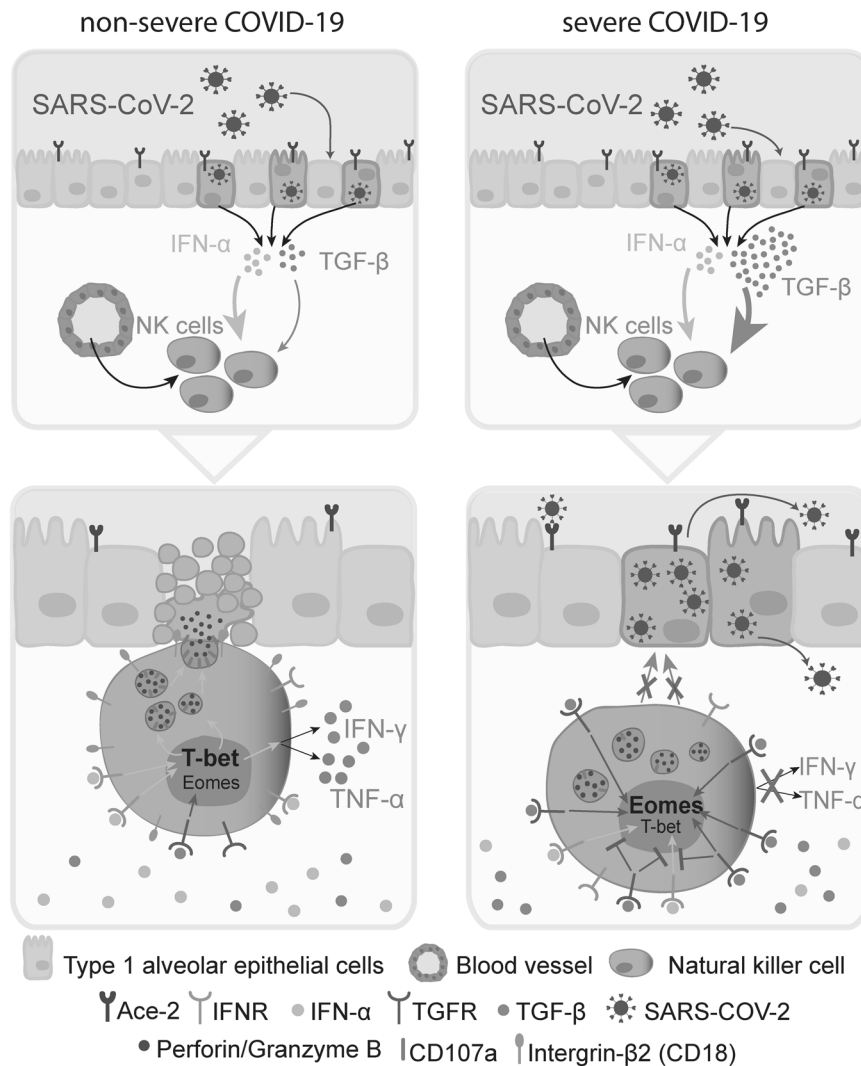 non-severe COVID-19
severe COVID-19
SARS-CoV-2
SARS-CoV-2
IFN-α
TGF-β
IFN-α
TGF-β
NK cells
NK cells
IFN-γ
TNF-α
T-bet
Eomes
IFN-γ
TNF-α
Eomes
T-bet
Type 1 alveolar epithelial cells
Blood vessel
Natural killer cell
Ace-2
IFNR
IFN-α
TGFR
TGF-β
SARS-COV-2
Perforin/Granzyme B
CD107a
Intergrin-β2 (CD18)